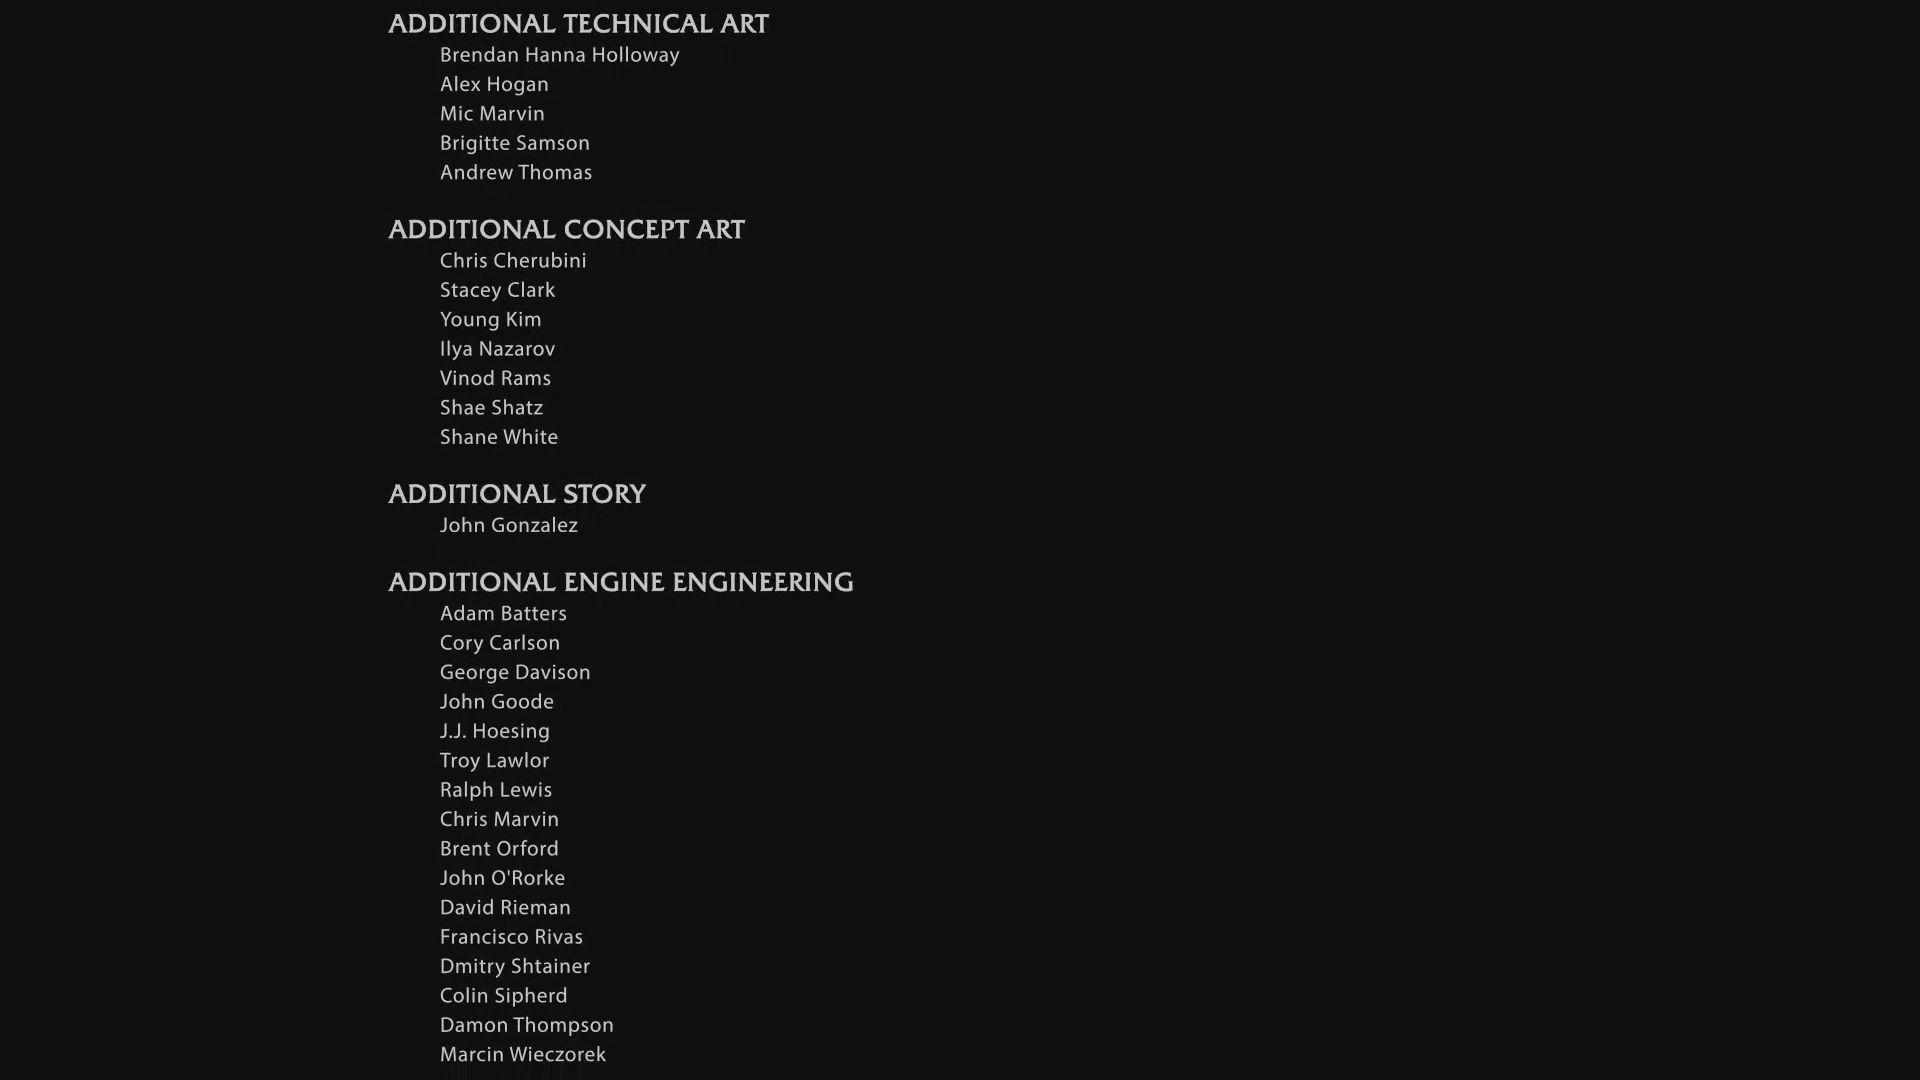 ADDITIONAL TECHNICAL ART
Brendan Hanna Holloway
Alex Hogan
Mic Marvin
Brigitte Samson
Andrew Thomas
ADDITIONAL CONCEPT ART
Chris Cherubini
Stacey Clark
Young Kim
Ilya Nazarov
Vinod Rams
Shae Shatz
Shane White
ADDITIONAL STORY
John Gonzalez
ADDITIONAL ENGINE ENGINEERING
Adam Batters
Cory Carlson
George Davison
John Goode
J.J. Hoesing
Troy Lawlor
Ralph Lewis
Chris Marvin
Brent Orford
John O'Rorke
David Rieman
Francisco Rivas
Dmitry Shtainer
Colin Sipherd
Damon Thompson
Marcin Wieczorek